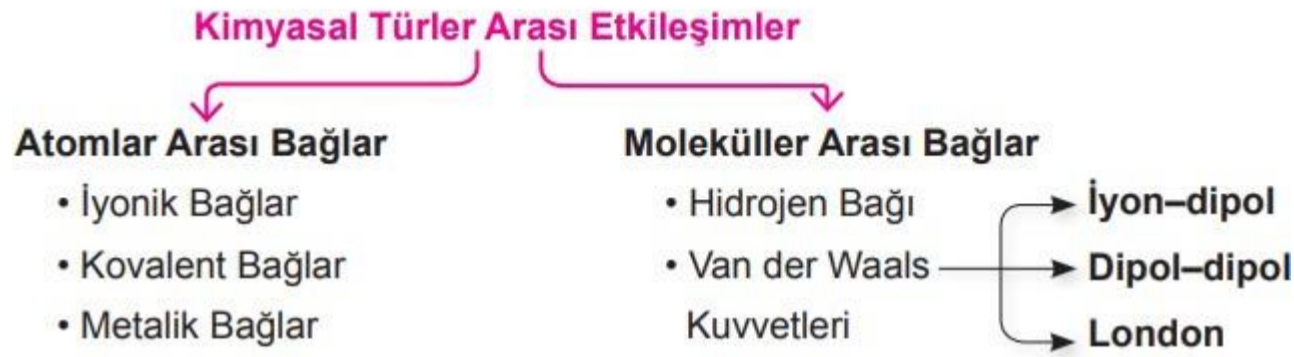 Kimyasal Türler Arası Etkileşimler
Atomlar Arası Bağlar
• İyonik Bağlar
• Kovalent Bağlar
• Metalik Bağlar
Moleküller Arası Bağlar
• Hidrojen Bağı
• Van der Waals
Kuvvetleri
İyon–dipol
Dipol–dipol
London